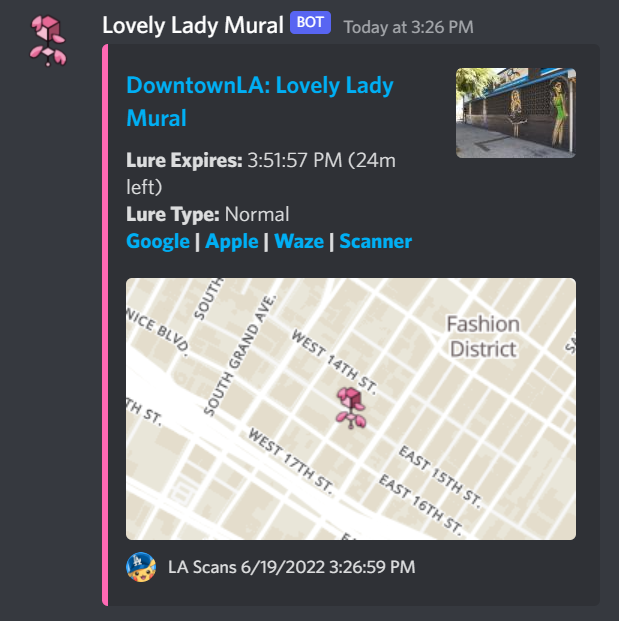 Lovely Lady Mural BOT Today at 3:26 PM
DowntownLA: Lovely Lady
Mural
Lure Expires: 3:51:57 PM (24m
left)
Lure Type: Normal
Google | Apple | Waze | Scanner
SOUTH
NICE BLVD.
SOUTH GRAND AVE.
WEST 14TH ST.
Fashion
District
SA
TH ST.
WEST 17TH ST.
EAST 15TH ST.
EAST 16TH ST.
LA Scans 6/19/2022 3:26:59 PM